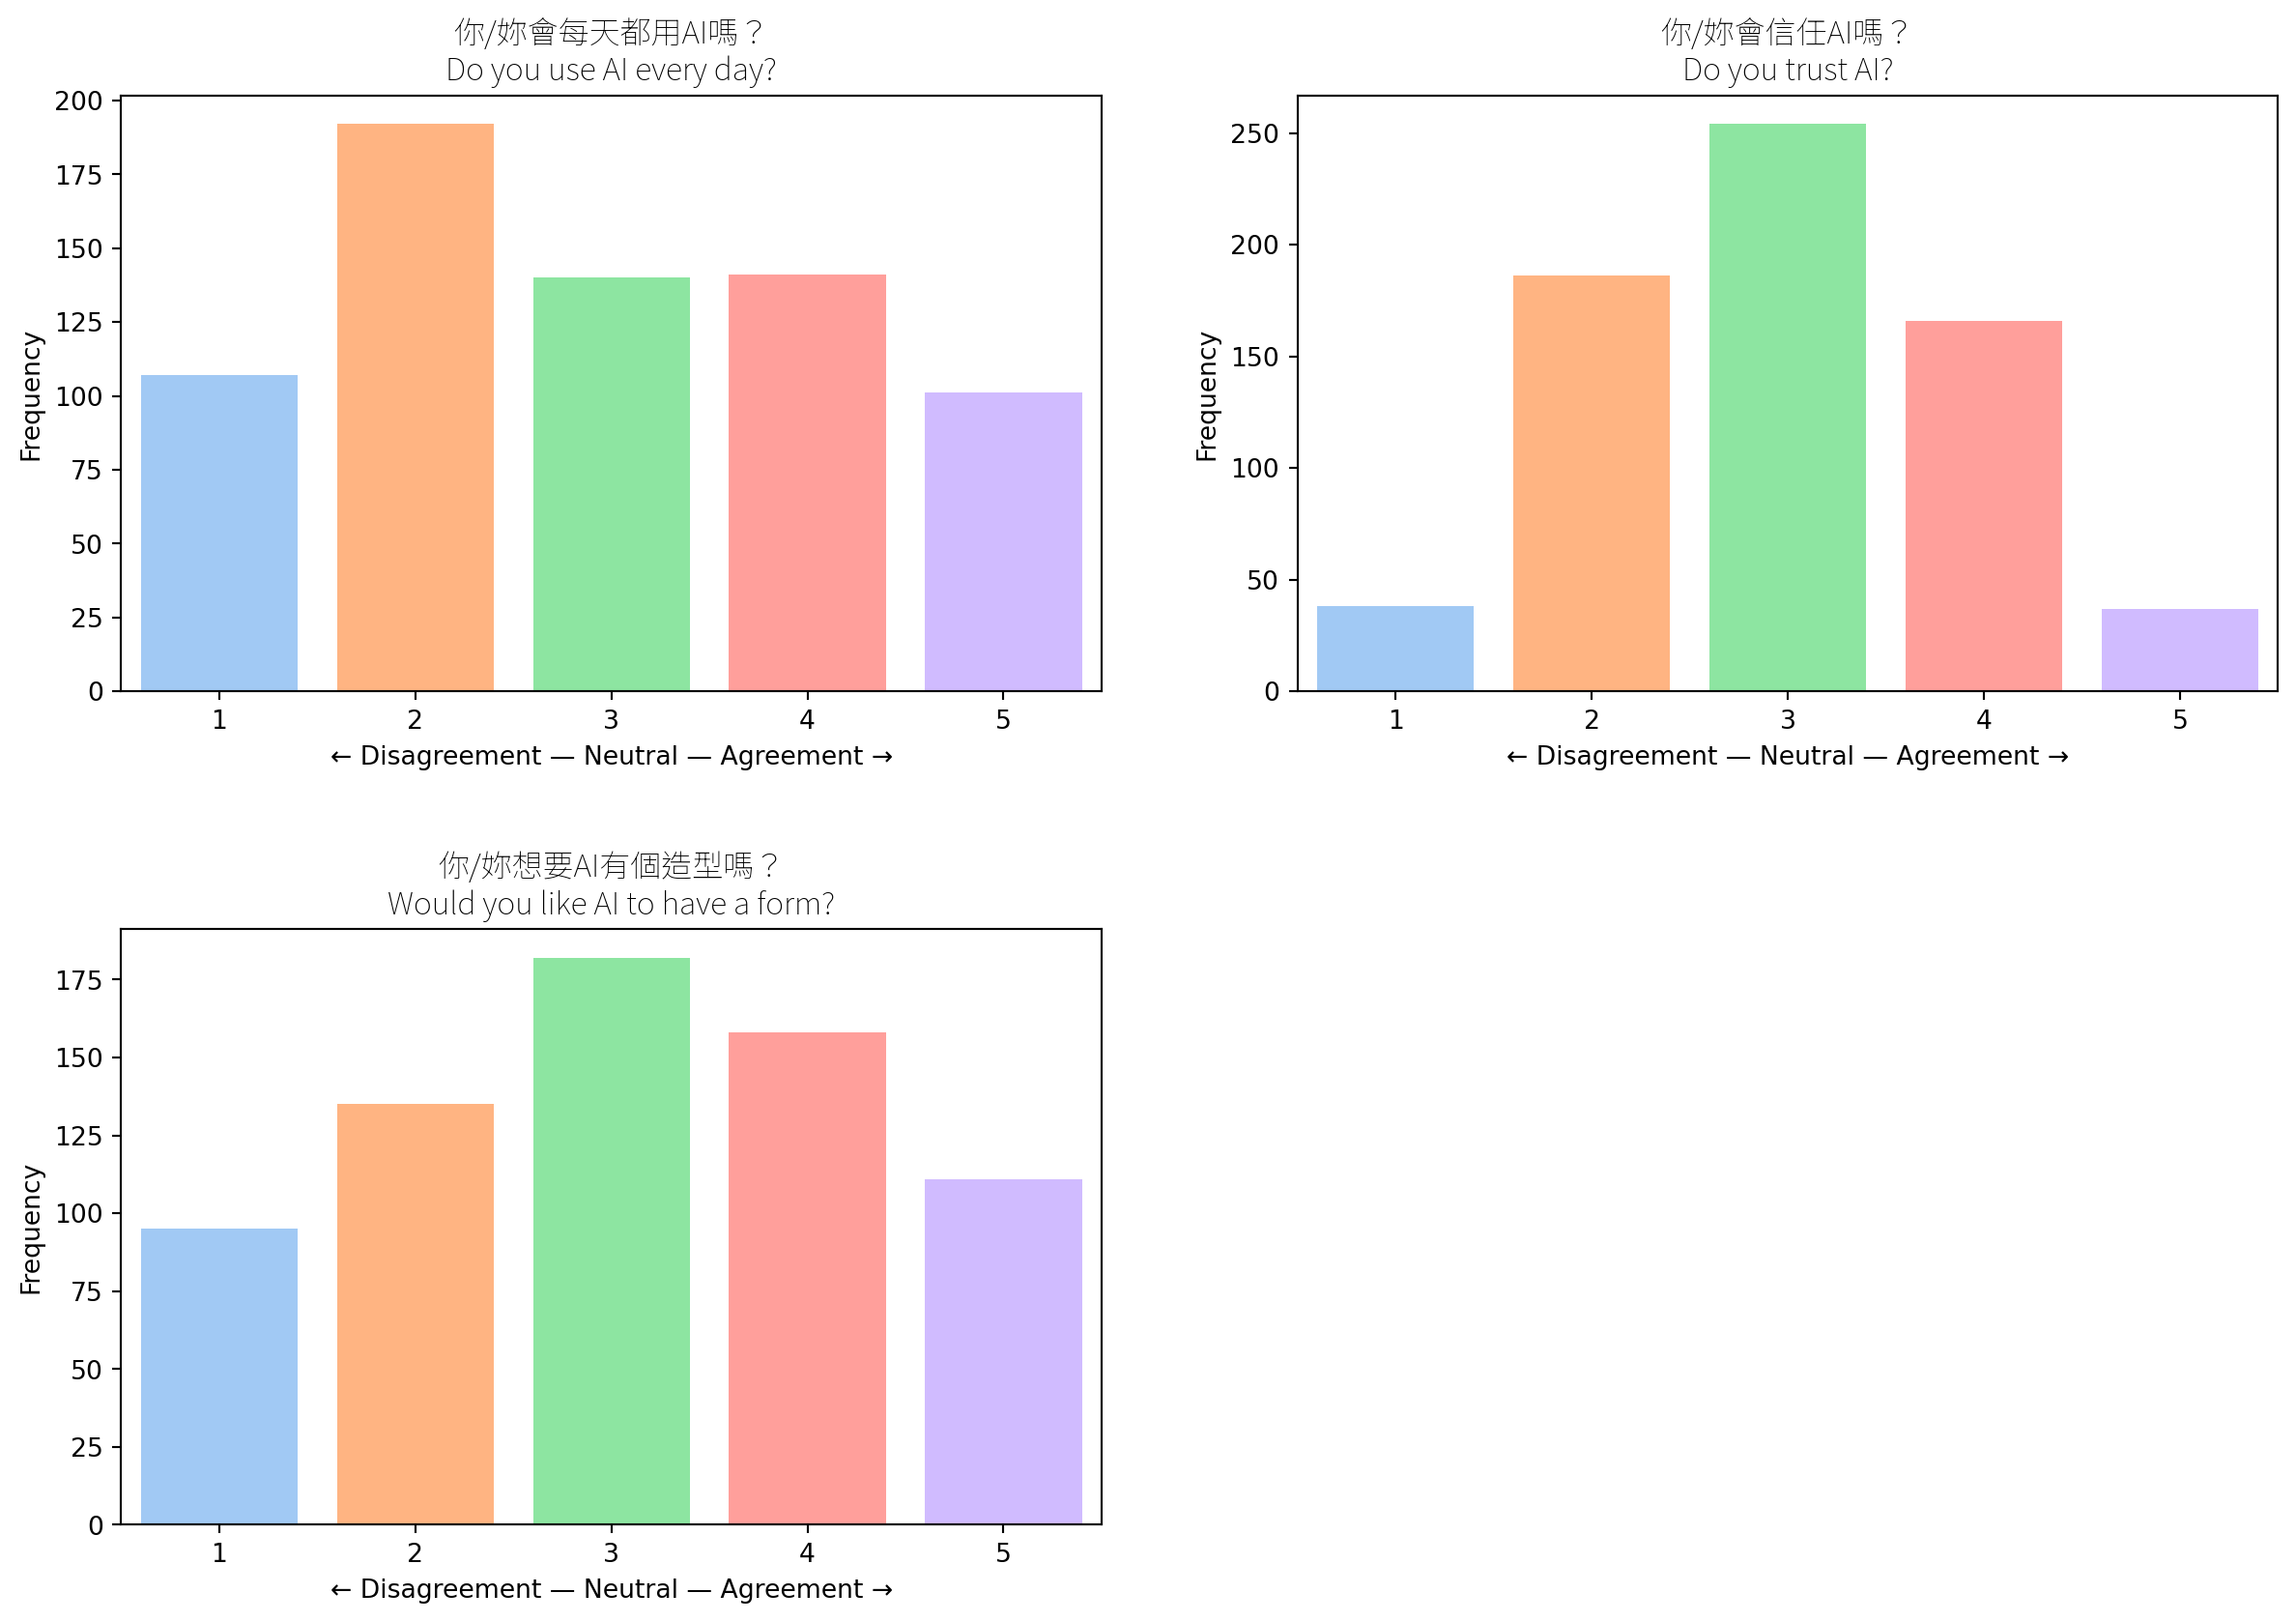 你/妳會每天都用AI嗎？
Do you use AI every day?
200
175
150
125
100
75
50
25
0
Frequency
1 2 3 4 5
← Disagreement — Neutral — Agreement →
你/妳會信任AI嗎？
Do you trust AI?
250
200
150
100
50
0
Frequency
1 2 3 4 5
← Disagreement — Neutral — Agreement →
你/妳想要AI有個造型嗎？
Would you like AI to have a form?
175
150
125
100
75
50
25
0
Frequency
1 2 3 4 5
← Disagreement — Neutral — Agreement →